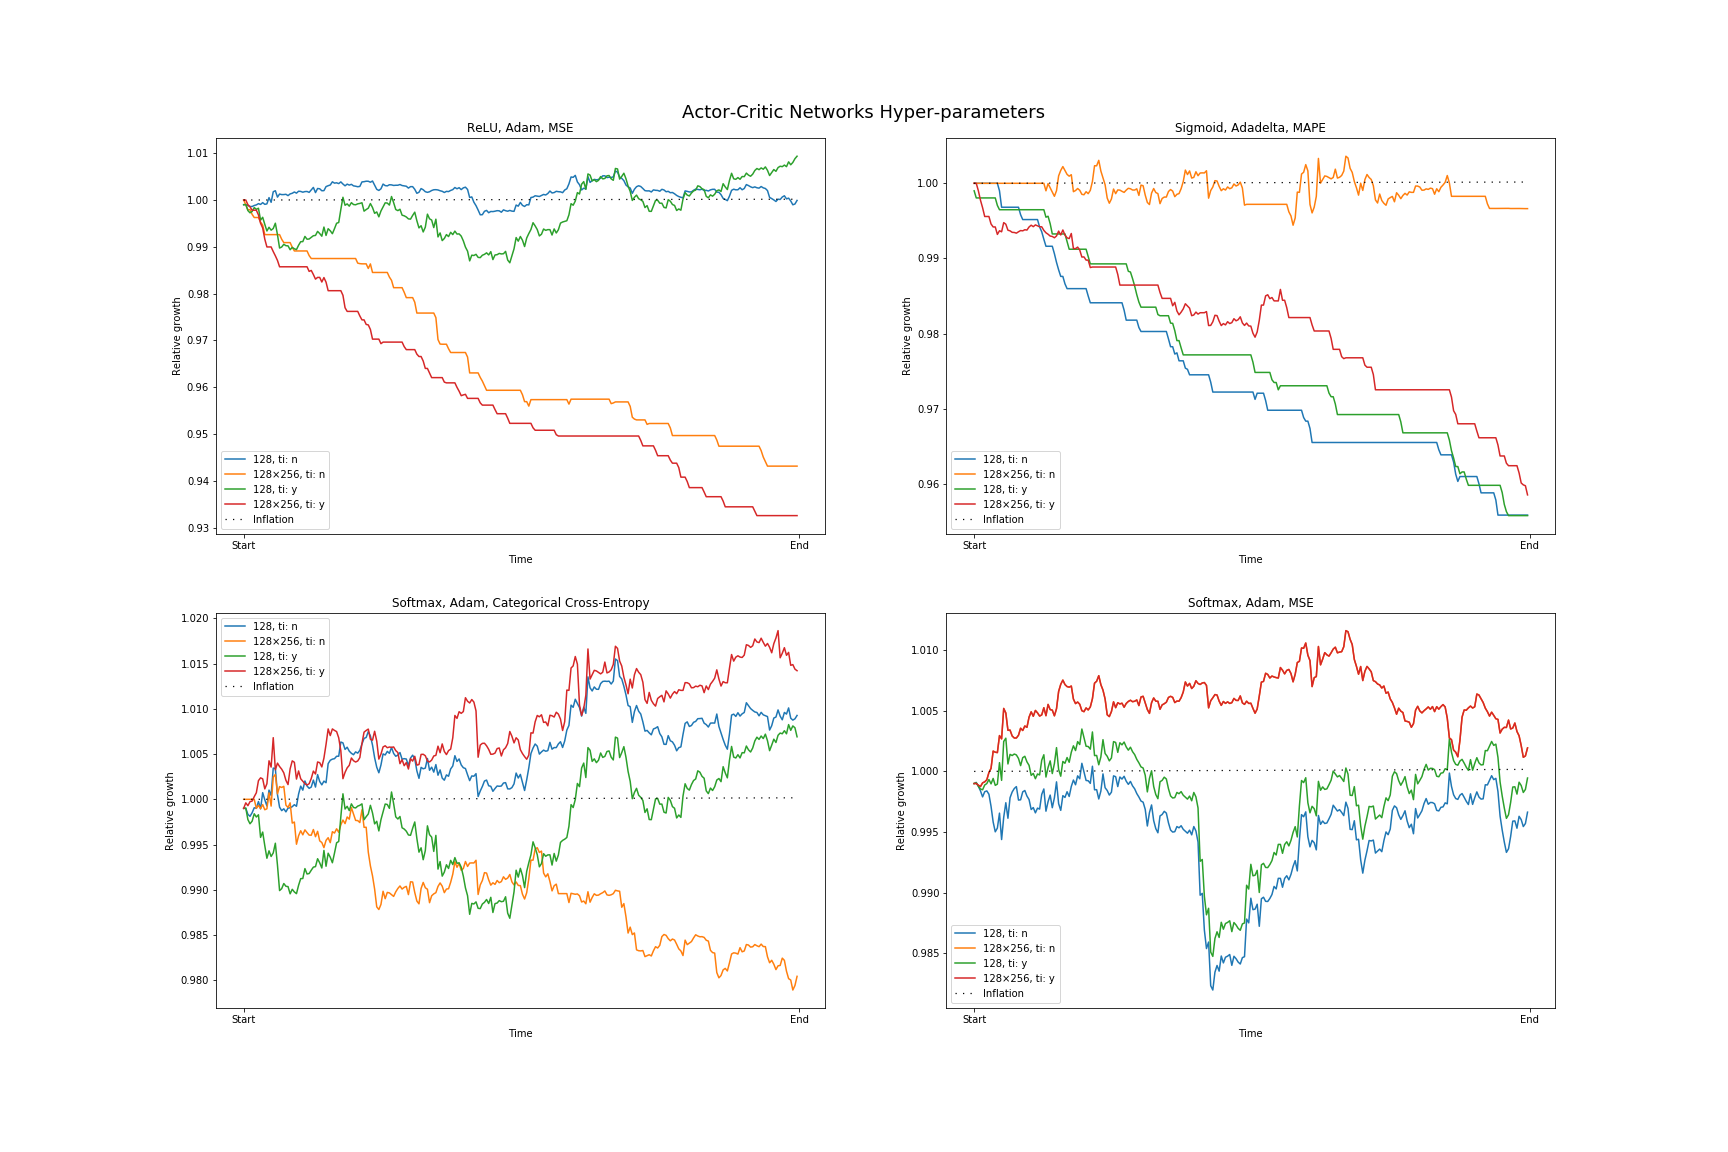 Actor-Critic Networks Hyper-parameters
ReLU, Adam, MSE
1.01
1.00
0.99
0.98
0.97
0.96
0.95
0.94
0.93
Relative growth
128, ti: n
128×256, ti: n
128, ti: y
128×256, ti: y
Inflation
Start
End
Time
Sigmoid, Adadelta, MAPE
1.00
0.99
0.98
0.97
0.96
Relative growth
128, ti: n
128×256, ti: n
128, ti: y
128×256, ti: y
Inflation
Start
End
Time
Softmax, Adam, Categorical Cross-Entropy
1.020
1.015
1.010
1.005
1.000
0.995
0.990
0.985
0.980
Relative growth
128, ti: n
128×256, ti: n
128, ti: y
128×256, ti: y
Inflation
Start
End
Time
Softmax, Adam, MSE
1.010
1.005
1.000
0.995
0.990
0.985
Relative growth
128, ti: n
128×256, ti: n
128, ti: y
128×256, ti: y
Inflation
Start
End
Time